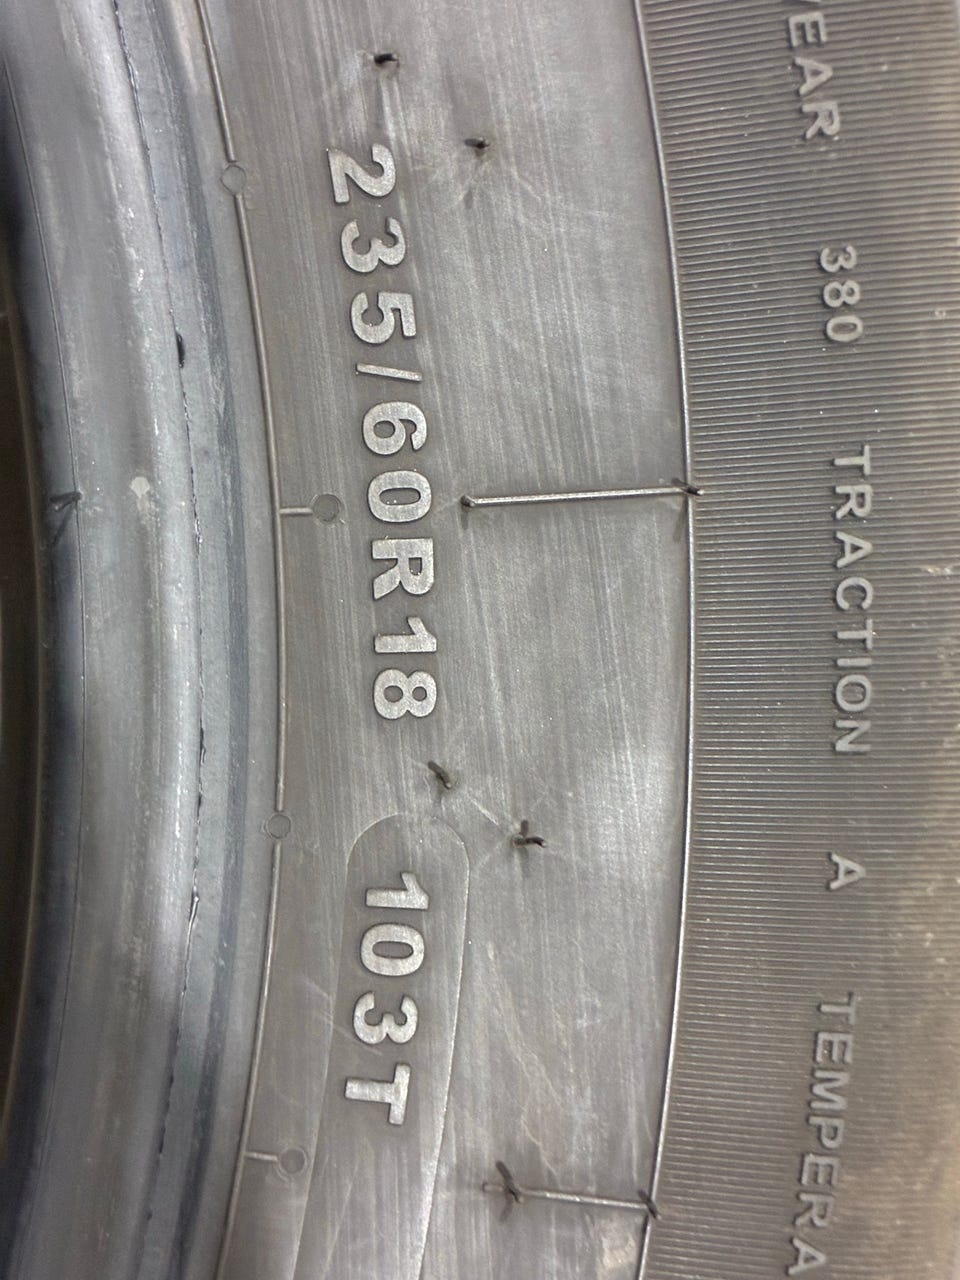 EAR 380 TRACTION A TEMPERA
235/60R18 103T